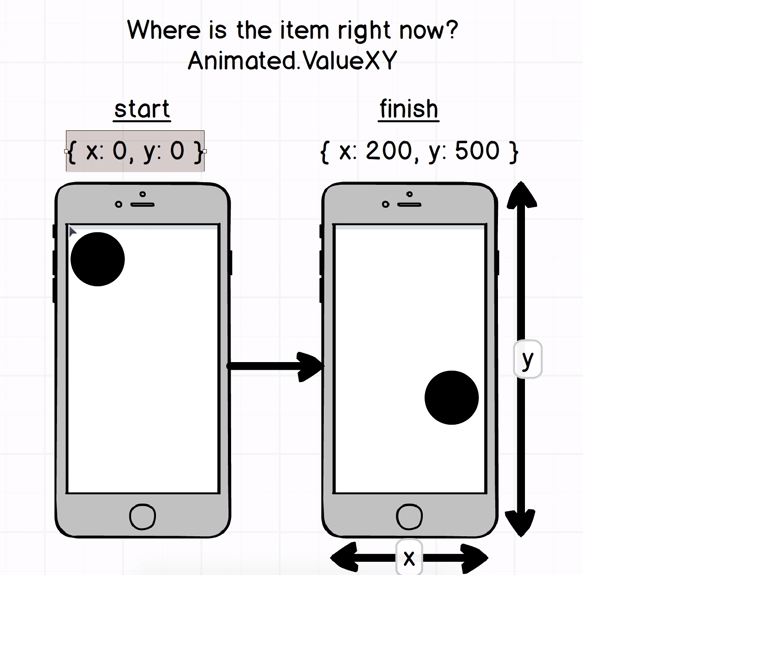 Where is the item right now?
Animated.ValueXY
start
finish
{ x: 0, y: 0 }
{ x: 200, y: 500 }
y
x